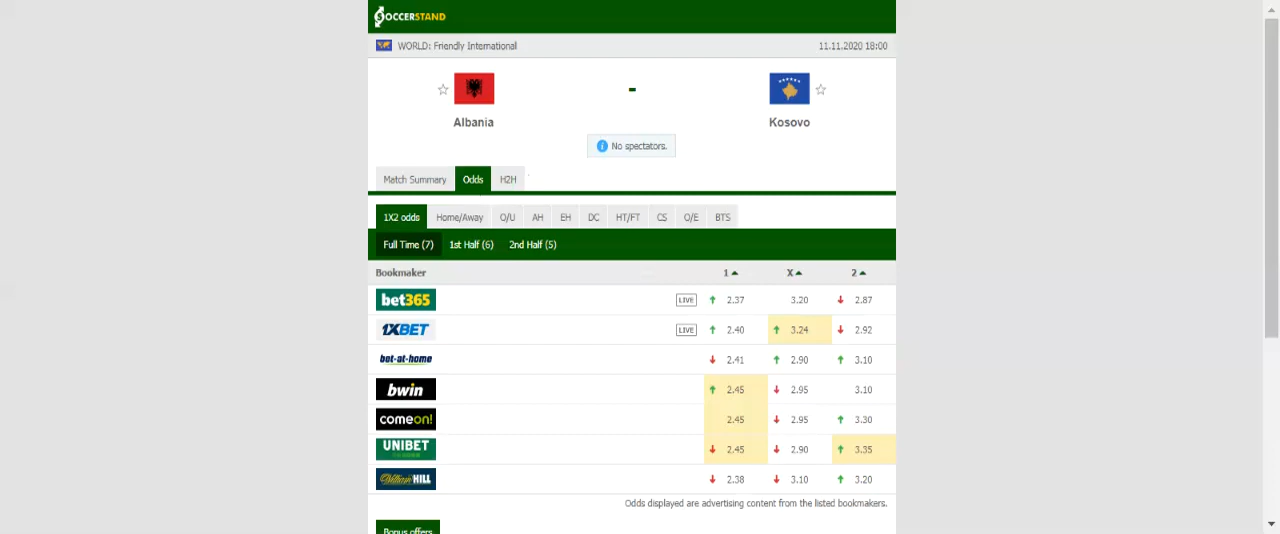 SOCCERSTAND
WORLD: Friendly International 11.11.2020 18:00
-
Albania Kosovo
No spectators.
Match Summary Odds H2H
1X2 odds Home/Away O/U AH EH DC HT/FT CS O/E BTS
Full Time (7) 1st Half (6) 2nd Half (5)
Bookmaker 1 X 2
bet365 LIVE 2.37 3.20 2.87
1XBET LIVE 2.40 3.24 2.92
bet-at-home 2.41 2.90 3.10
bwin 2.45 2.95 3.10
comeon! 2.45 2.95 3.30
UNIBET 2.45 2.90 3.35
William HILL 2.38 3.10 3.20
Odds displayed are advertising content from the listed bookmakers.
Bonus offers